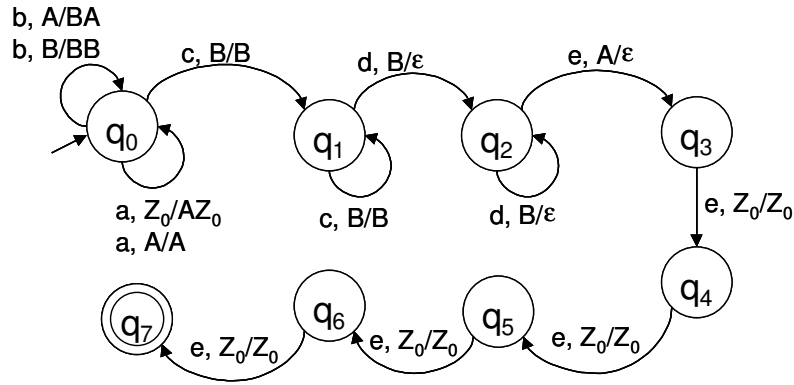 b, A/BA
b, B/BB
c, B/B
d, B/ε
e, A/ε
q0
q1
q2
q3
a, Z0/AZ0
a, A/A
c, B/B
d, B/ε
e, Z0/Z0
q7
q6
q5
q4
e, Z0/Z0
e, Z0/Z0
e, Z0/Z0